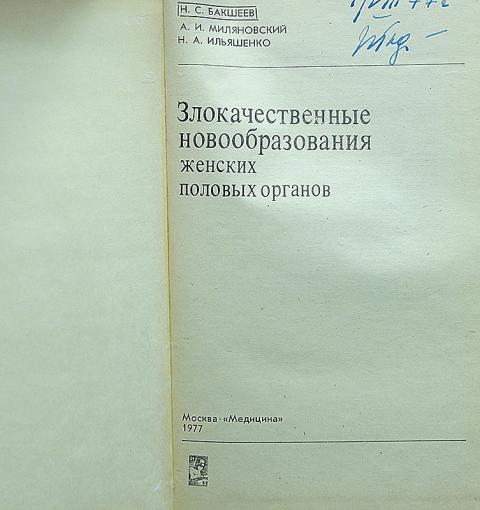 Н. С. БАКШЕЕВ
А. И. МИЛЯНОВСКИЙ
Н. А. ИЛЬЯШЕНКО
Злокачественные
новообразования
женских
половых органов
Москва · «Медицина»
1977